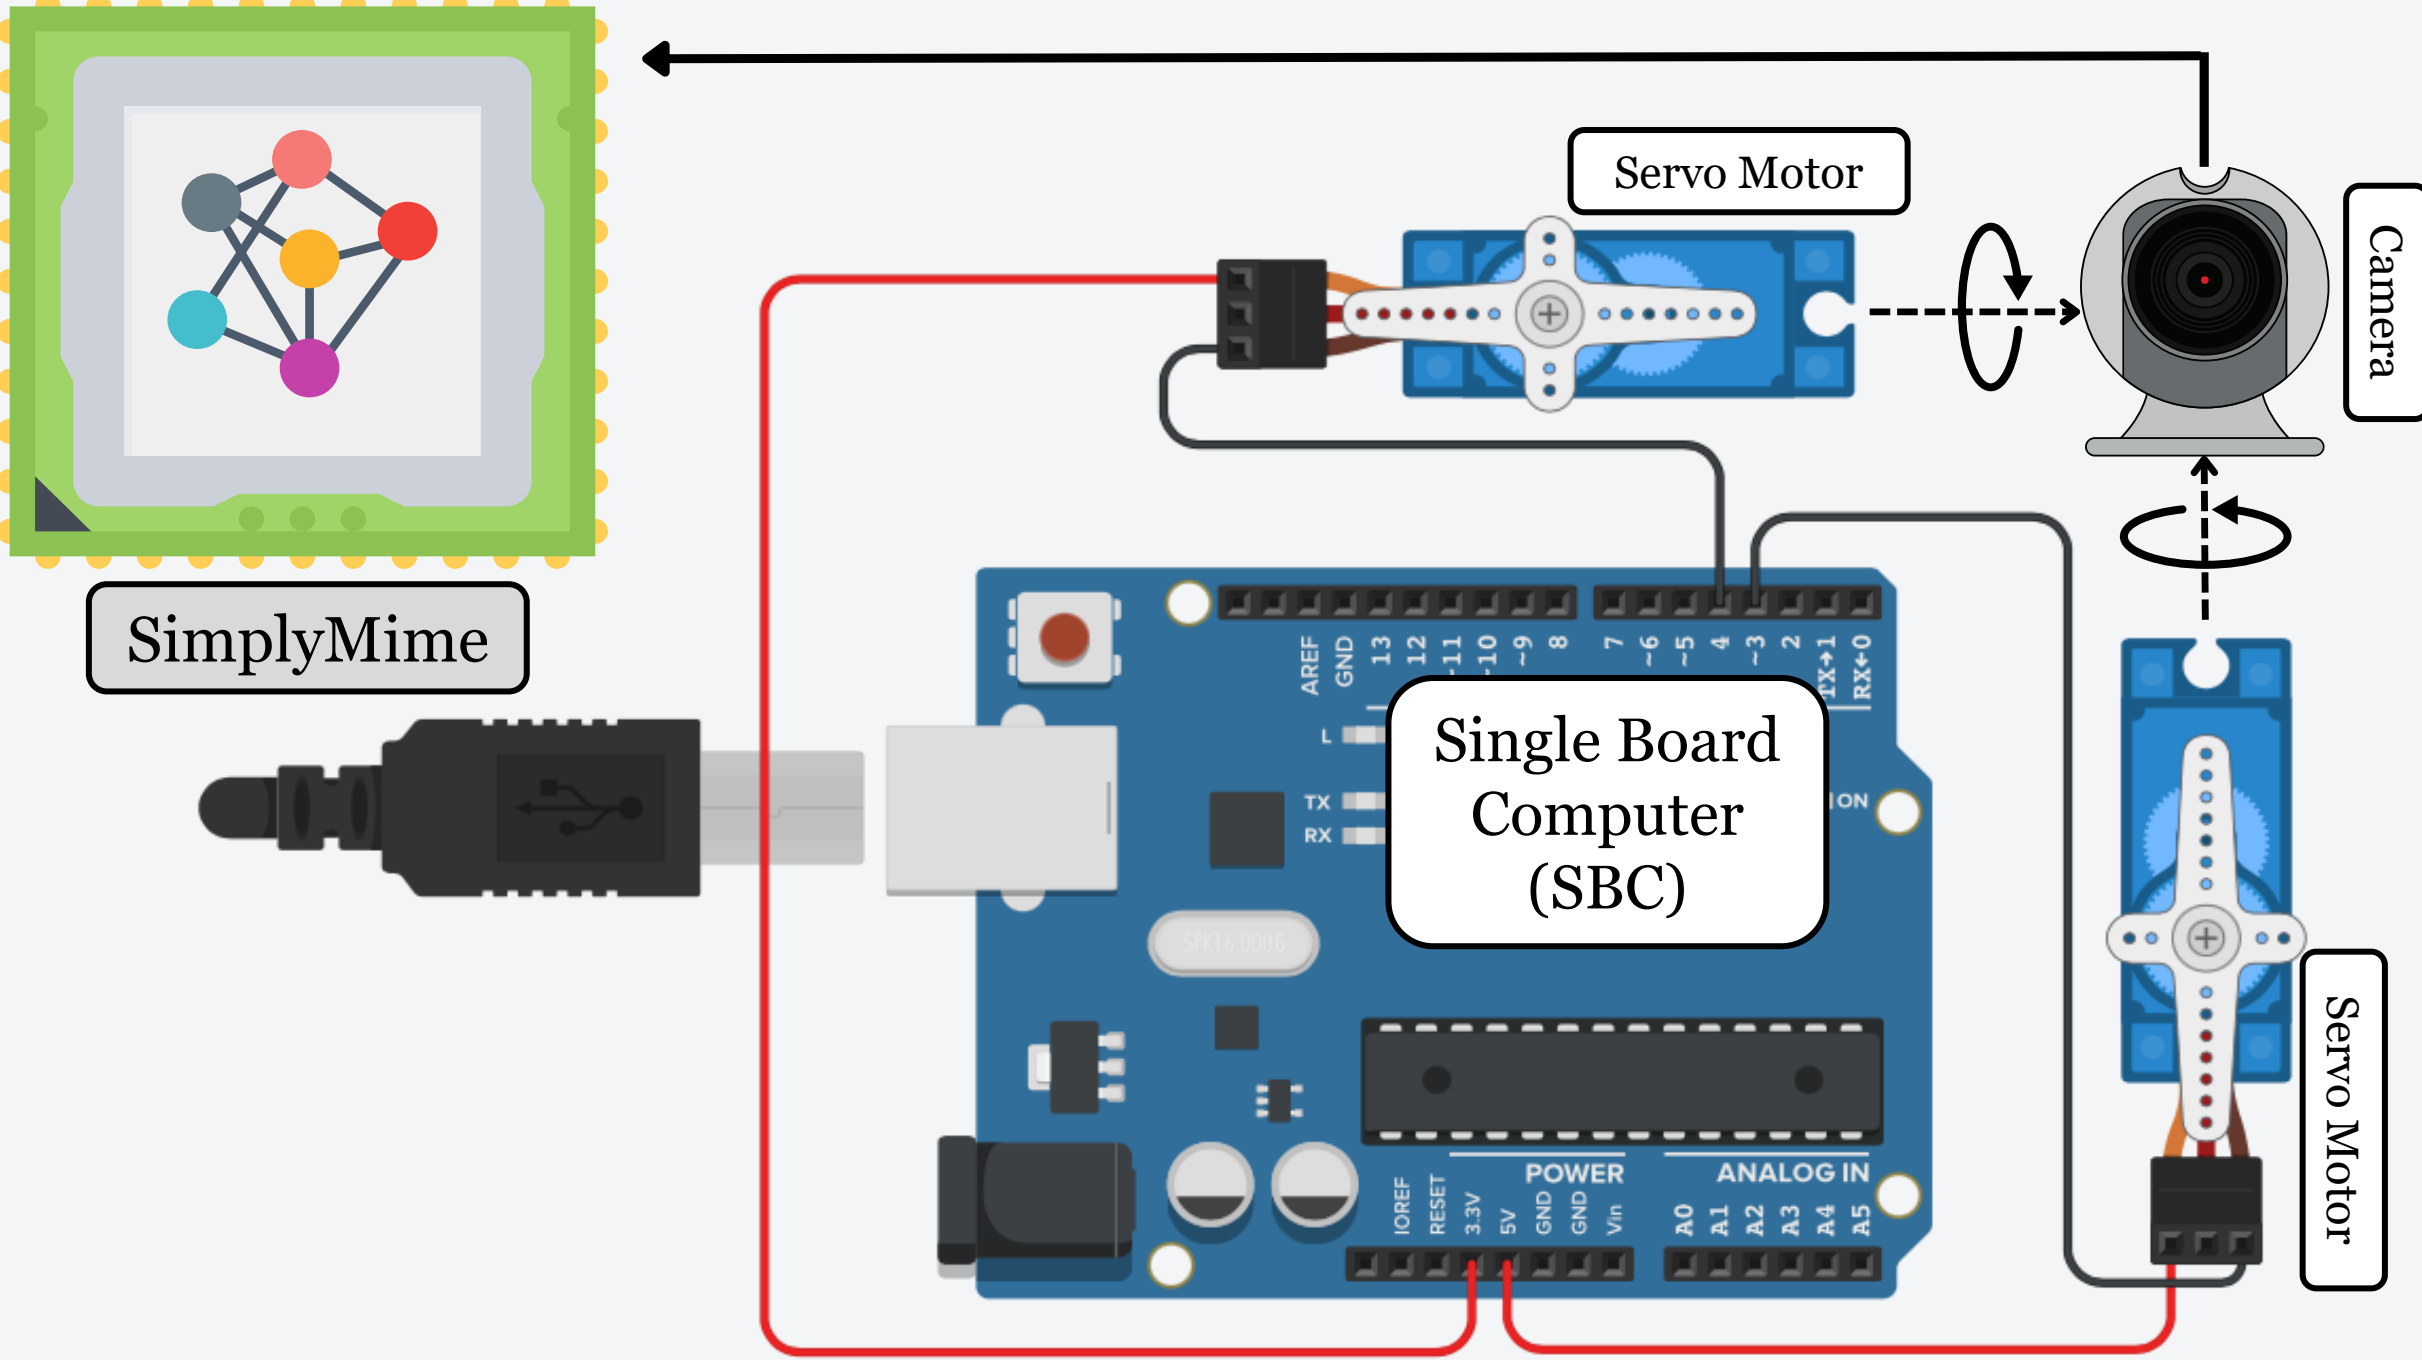 Servo Motor
Camera
SimplyMime
AREF
GND
13
12
~11
~10
~9
8
7
~6
~5
4
~3
2
TX→1
RX←0
L
TX
RX
ON
Single Board
Computer
(SBC)
SPK16.000G
Servo Motor
POWER
ANALOG IN
IOREF
RESET
3.3V
5V
GND
GND
Vin
A0
A1
A2
A3
A4
A5